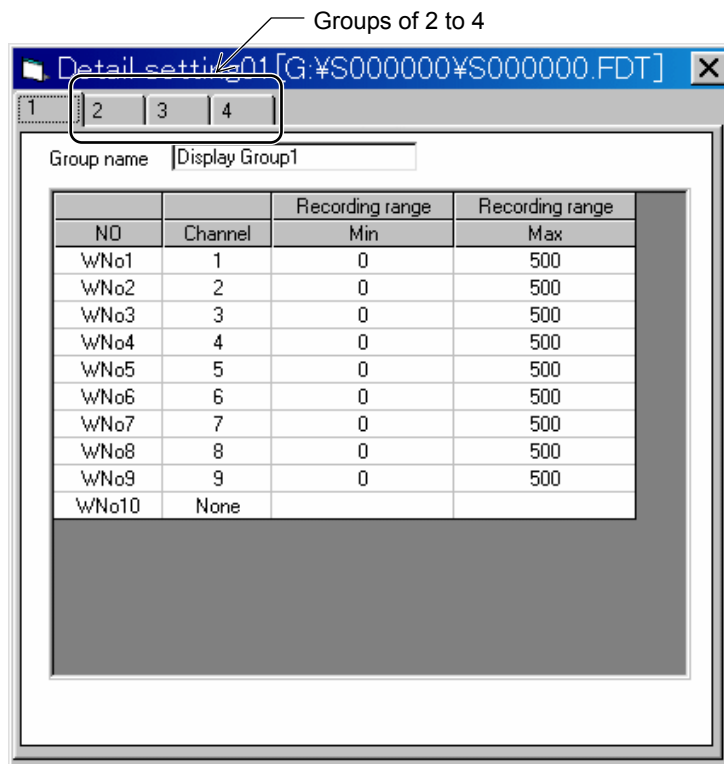 Groups of 2 to 4
Detail setting01[G:¥S000000¥S000000.FDT]
1 2 3 4
Group name Display Group1
Recording range Recording range
NO Channel Min Max
WNo1 1 0 500
WNo2 2 0 500
WNo3 3 0 500
WNo4 4 0 500
WNo5 5 0 500
WNo6 6 0 500
WNo7 7 0 500
WNo8 8 0 500
WNo9 9 0 500
WNo10 None